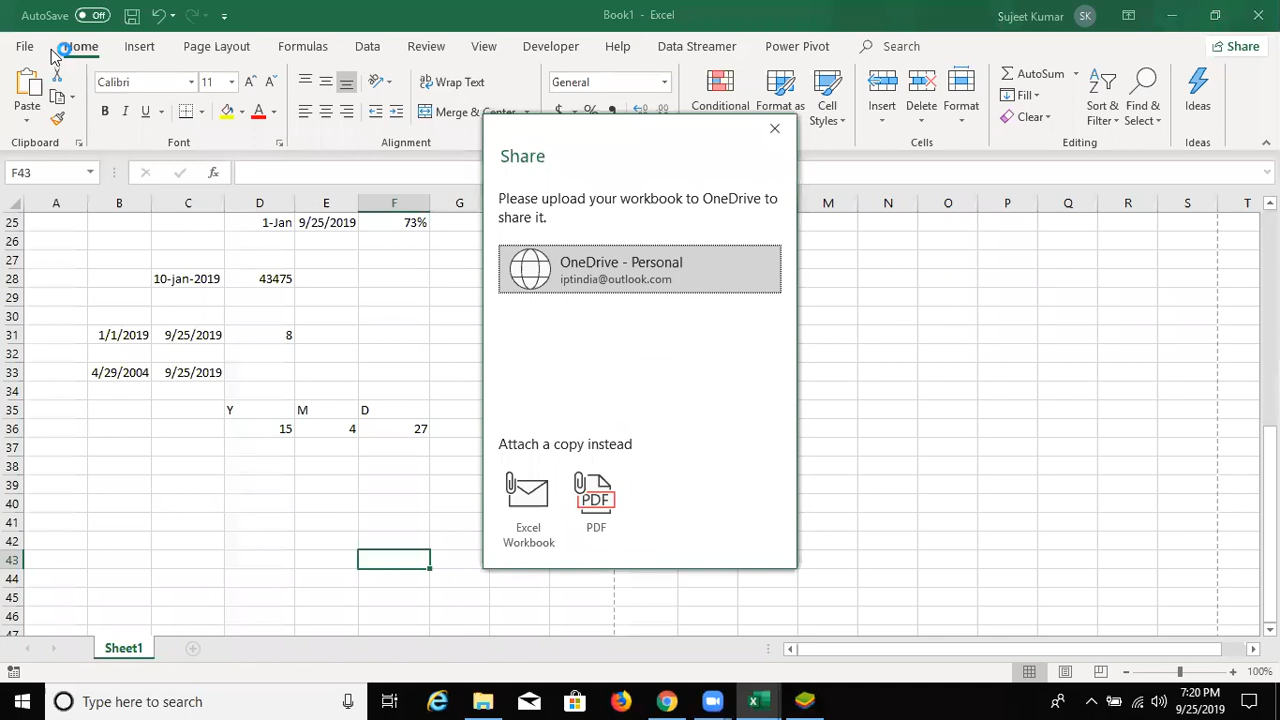 AutoSave Off Book1 - Excel Sujeet Kumar SK
File Home Insert Page Layout Formulas Data Review View Developer Help Data Streamer Power Pivot Search Share
Paste Calibri 11 Wrap Text General Conditional Format as Cell Insert Delete Format AutoSum Sort & Find & Ideas
B I U Merge & Center $ % Styles Table Fill Filter Select
Clear
Clipboard Font Alignment Cells Editing Ideas
F43 fx
A B C D E F G M N O P Q R S T
25 1-Jan 9/25/2019 73%
26
27
28 10-jan-2019 43475
29
30
31 1/1/2019 9/25/2019 8
32
33 4/29/2004 9/25/2019
34
35 Y M D
36 15 4 27
37
38
39
40
41
42
43
44
45
46
47
Share
Please upload your workbook to OneDrive to
share it.
OneDrive - Personal
iptindia@outlook.com
Attach a copy instead
PDF
Excel
Workbook
PDF
Sheet1
100%
Type here to search
7:20 PM
9/25/2019